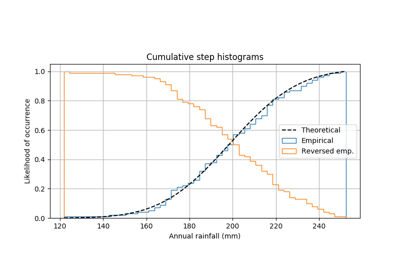 Cumulative step histograms
Likelihood of occurrence
1.0
0.8
0.6
0.4
0.2
0.0
Theoretical
Empirical
Reversed emp.
120 140 160 180 200 220 240
Annual rainfall (mm)